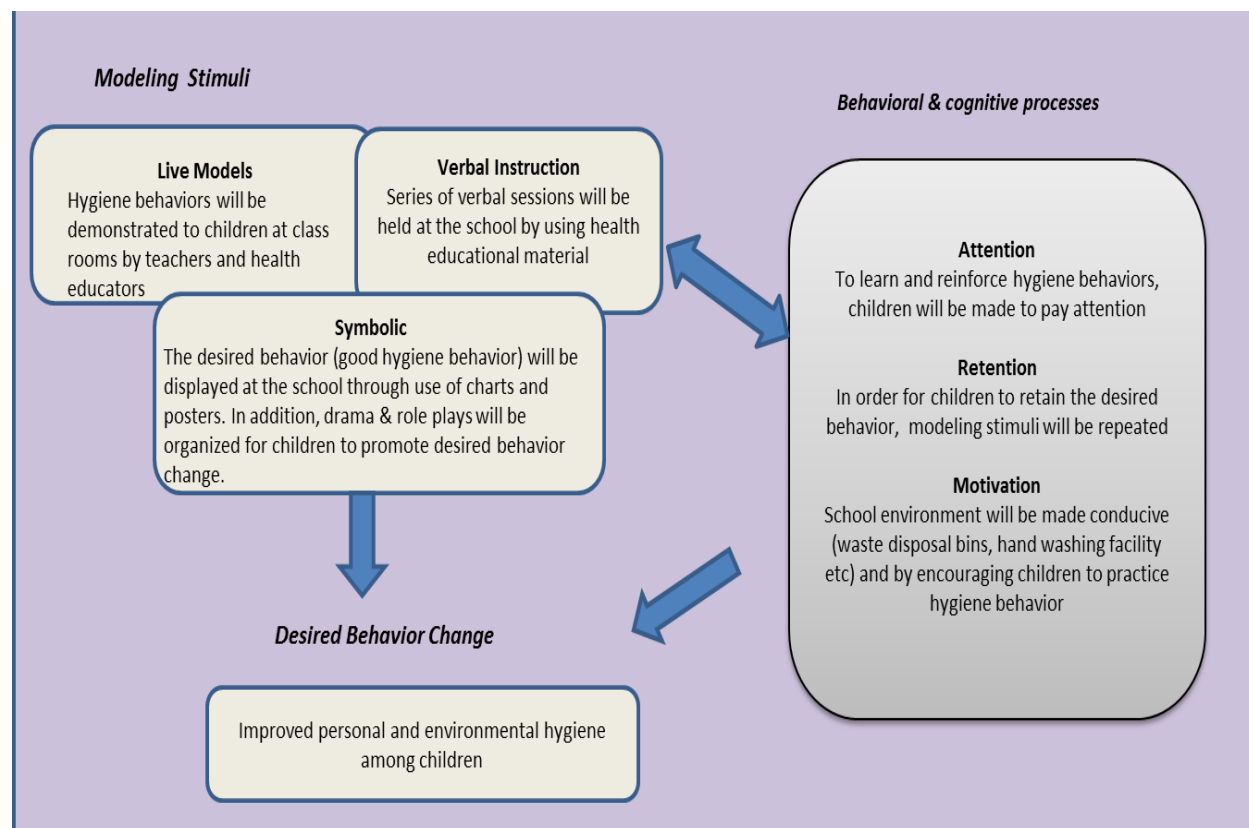 Modeling Stimuli
Live Models
Hygiene behaviors will be
demonstrated to children at class
rooms by teachers and health
educators
Verbal Instruction
Series of verbal sessions will be
held at the school by using health
educational material
Symbolic
The desired behavior (good hygiene behavior) will be
displayed at the school through use of charts and
posters. In addition, drama & role plays will be
organized for children to promote desired behavior
change.
Behavioral & cognitive processes
Attention
To learn and reinforce hygiene behaviors,
children will be made to pay attention
Retention
In order for children to retain the desired
behavior, modeling stimuli will be repeated
Motivation
School environment will be made conducive
(waste disposal bins, hand washing facility
etc) and by encouraging children to practice
hygiene behavior
Desired Behavior Change
Improved personal and environmental hygiene
among children